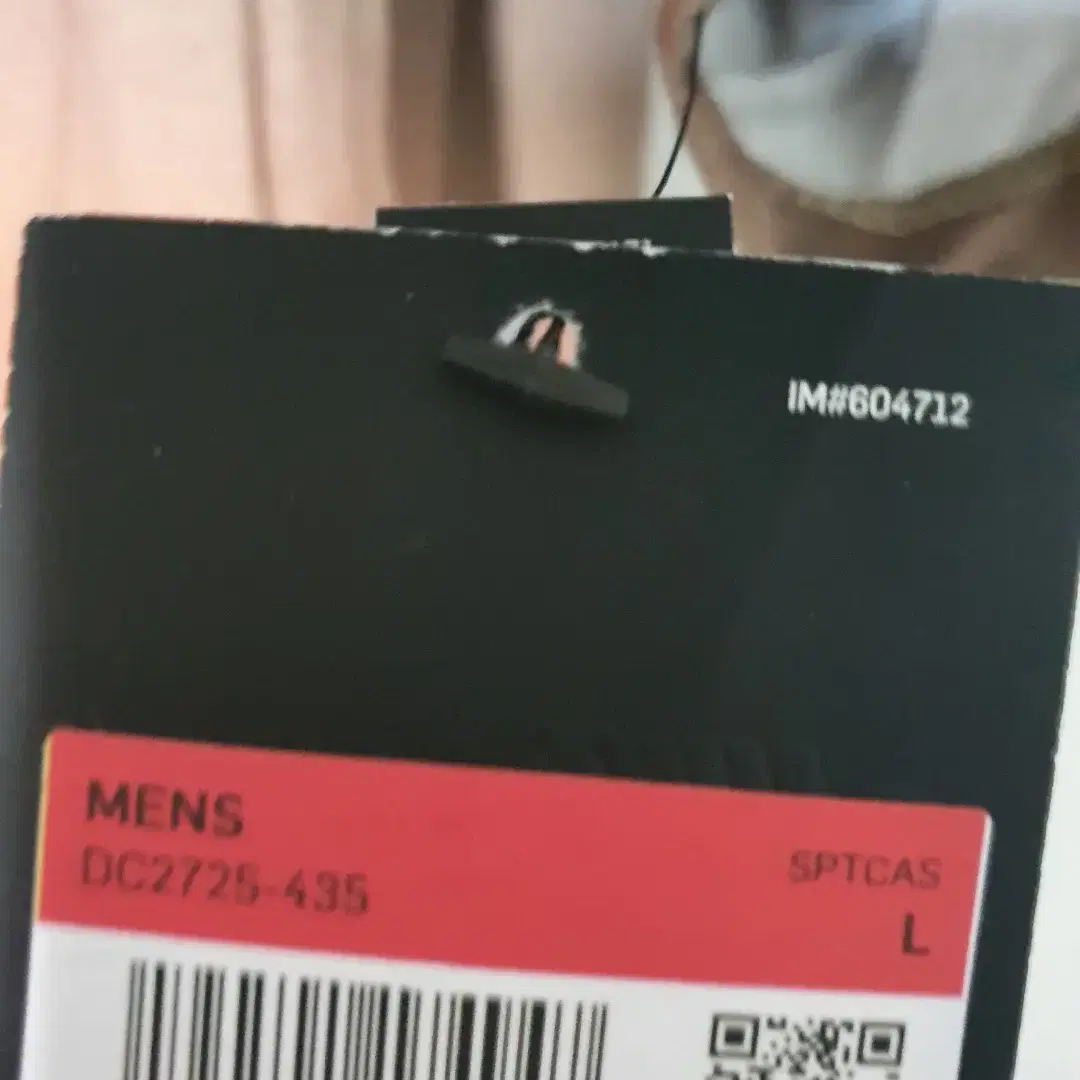 IM#604712
MENS
DC2725-435
SPTCAS
L